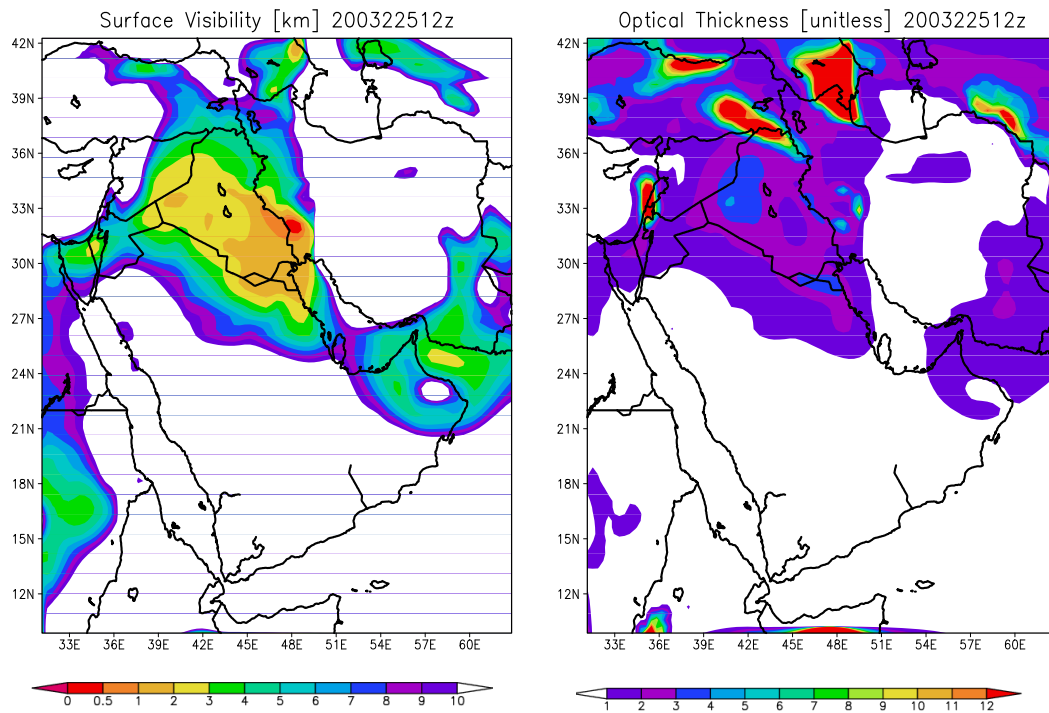 Surface Visibility [km] 200322512z
42N
39N
36N
33N
30N
27N
24N
21N
18N
15N
12N
33E 36E 39E 42E 45E 48E 51E 54E 57E 60E
0 0.5 1 2 3 4 5 6 7 8 9 10
Optical Thickness [unitless] 200322512z
42N
39N
36N
33N
30N
27N
24N
21N
18N
15N
12N
33E 36E 39E 42E 45E 48E 51E 54E 57E 60E
1 2 3 4 5 6 7 8 9 10 11 12